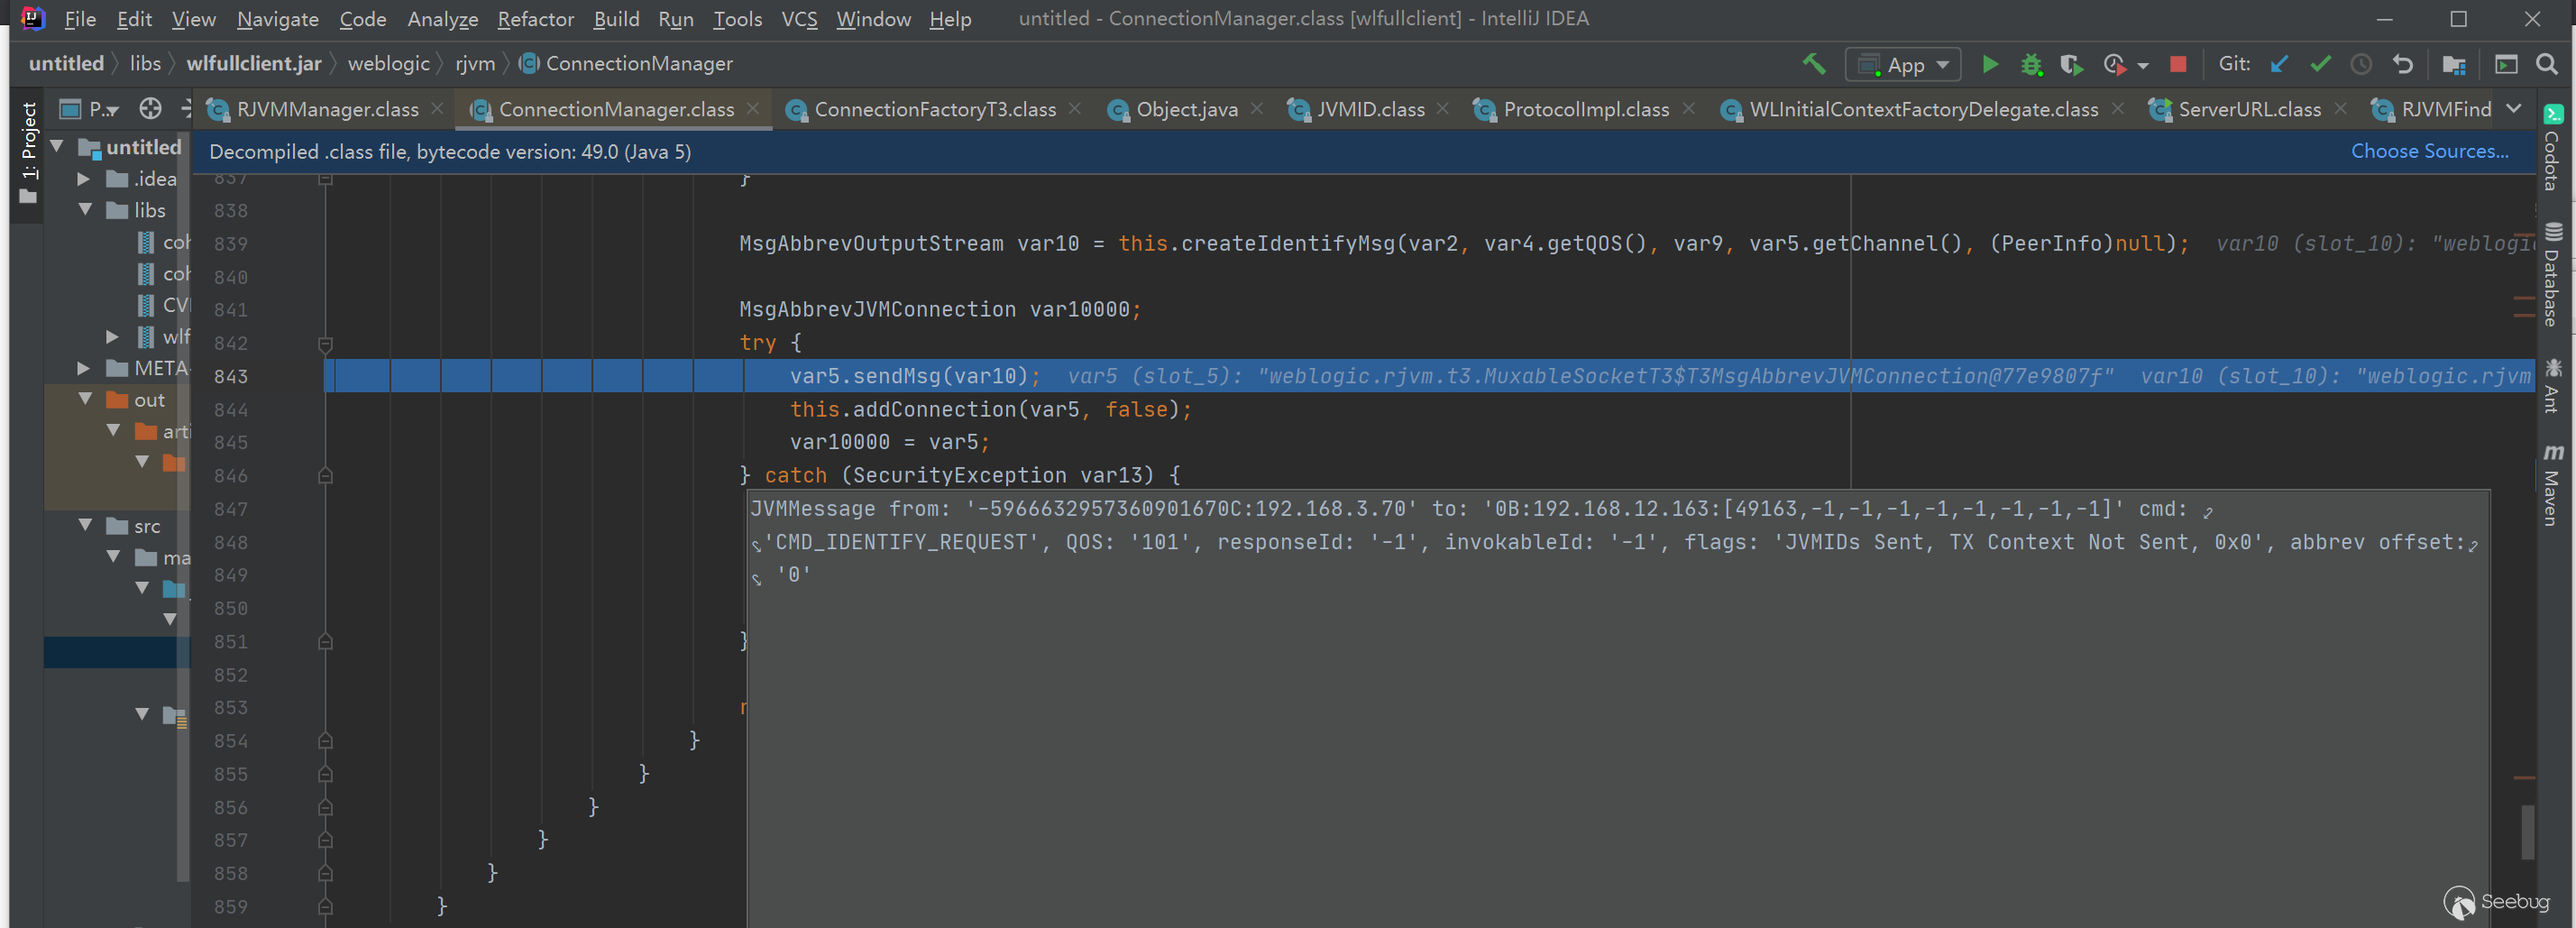 File Edit View Navigate Code Analyze Refactor Build Run Tools VCS Window Help untitled - ConnectionManager.class [wlfullclient] - IntelliJ IDEA
untitled libs wlfullclient.jar weblogic rjvm ConnectionManager App Git:
1: Project
P.. RJVMManager.class ConnectionManager.class ConnectionFactoryT3.class Object.java JVMID.class ProtocolImpl.class WLInitialContextFactoryDelegate.class ServerURL.class RJVMFind
Decompiled .class file, bytecode version: 49.0 (Java 5) Choose Sources...
untitled
.idea
libs
coh
coh
CVI
wlf
META-
out
arti
src
ma
837 }
838
839 MsgAbbrevOutputStream var10 = this.createIdentifyMsg(var2, var4.getQOS(), var9, var5.getChannel(), (PeerInfo)null); var10 (slot_10): "weblogi
840
841 MsgAbbrevJVMConnection var10000;
842 try {
843 var5.sendMsg(var10); var5 (slot_5): "weblogic.rjvm.t3.MuxableSocketT3$T3MsgAbbrevJVMConnection@77e9807f" var10 (slot_10): "weblogic.rjvm
844 this.addConnection(var5, false);
845 var10000 = var5;
846 } catch (SecurityException var13) {
847
848
849
850
851 }
852
853 r
854 }
855 }
856 }
857 }
858 }
859 }
JVMMessage from: '-5966632957360901670C:192.168.3.70' to: '0B:192.168.12.163:[49163,-1,-1,-1,-1,-1,-1,-1,-1]' cmd:
'CMD_IDENTIFY_REQUEST', QOS: '101', responseId: '-1', invokableId: '-1', flags: 'JVMIDs Sent, TX Context Not Sent, 0x0', abbrev offset:
'0'
Codota
Database
Ant
Maven
Seebug